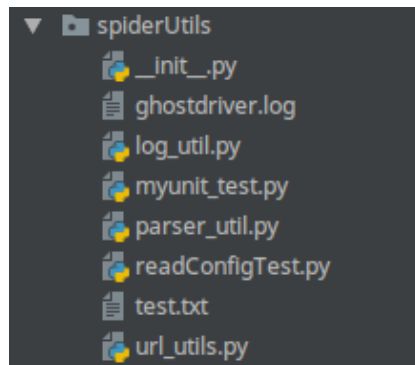 spiderUtils
__init__.py
ghostdriver.log
log_util.py
myunit_test.py
parser_util.py
readConfigTest.py
test.txt
url_utils.py